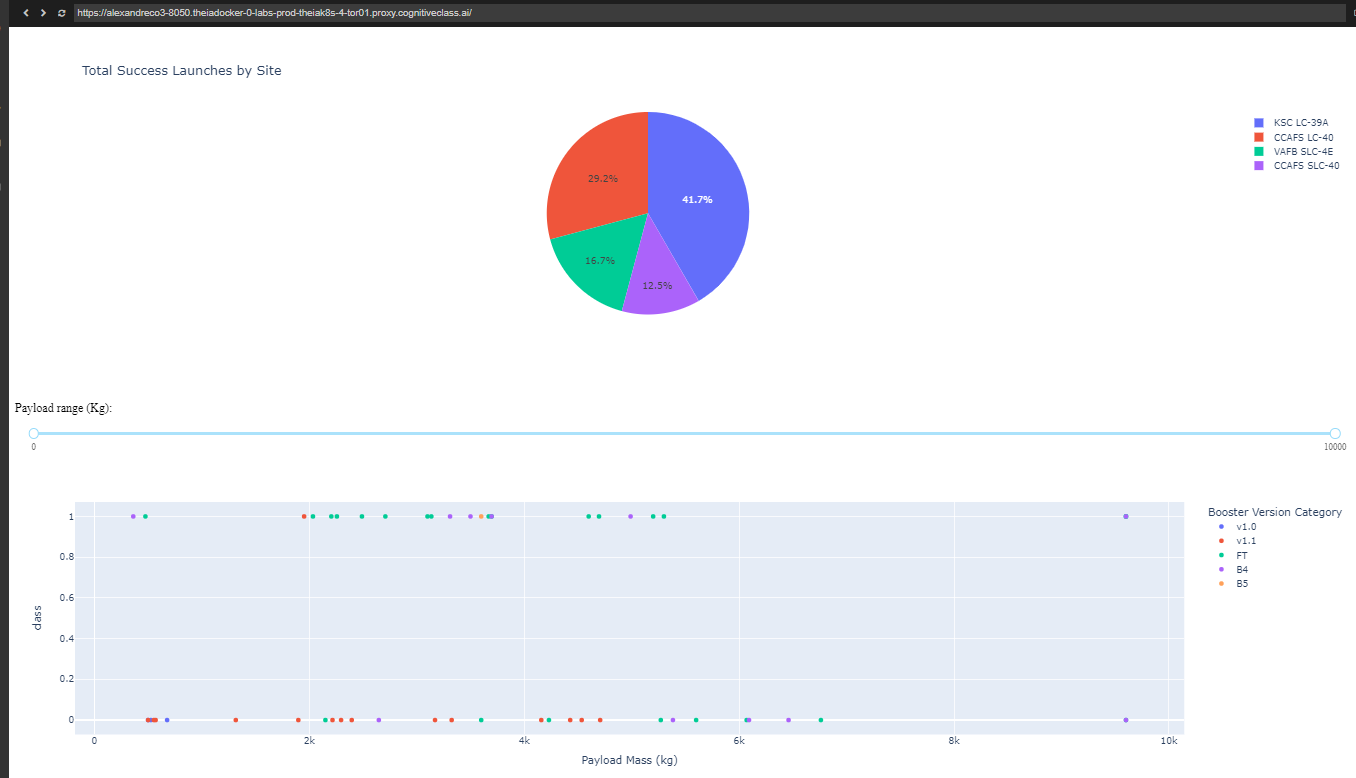 https://alexandreco3-8050.theiadocker-0-labs-prod-theiak8s-4-tor01.proxy.cognitiveclass.ai/
Total Success Launches by Site
KSC LC-39A
CCAFS LC-40
VAFB SLC-4E
CCAFS SLC-40
29.2%
41.7%
16.7%
12.5%
Payload range (Kg):
0
10000
Booster Version Category
v1.0
v1.1
FT
B4
B5
class
1
0.8
0.6
0.4
0.2
0
0
2k
4k
6k
8k
10k
Payload Mass (kg)